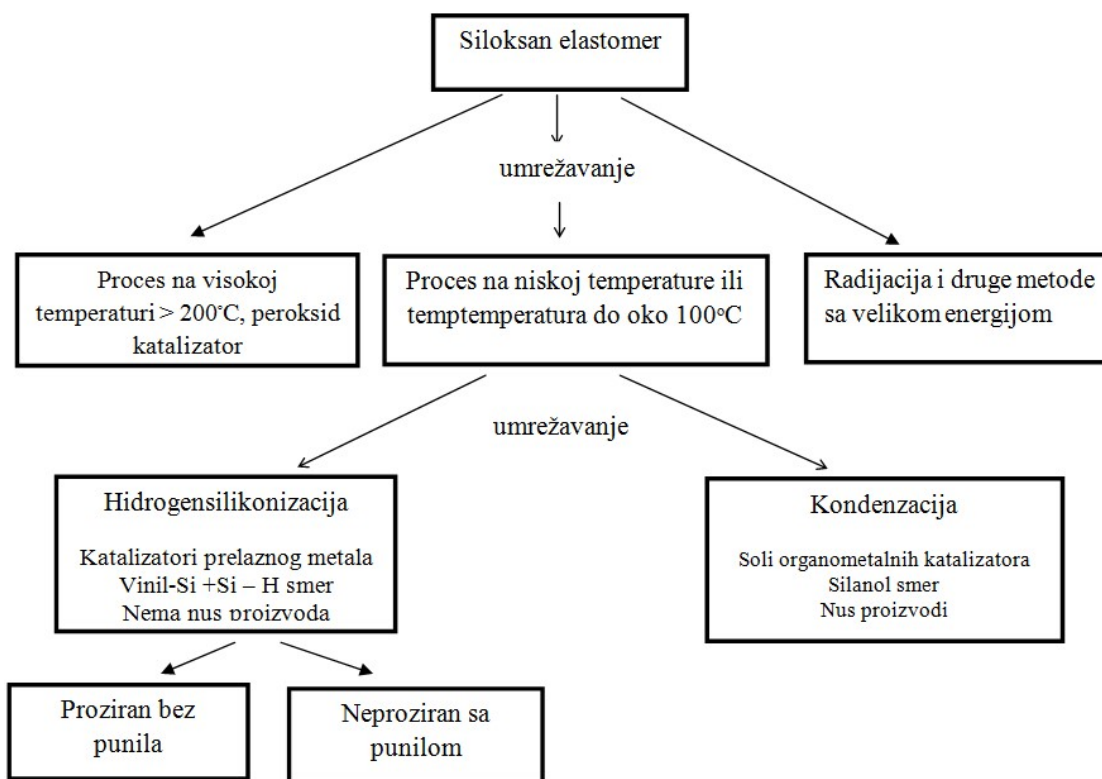 Siloksan elastomer
umrežavanje
Proces na visokoj
temperaturi > 200°C, peroksid
katalizator
Proces na niskoj temperature ili
temptemperatura do oko 100°C
Radijacija i druge metode
sa velikom energijom
umrežavanje
Hidrogensilikonizacija
Katalizatori prelaznog metala
Vinil-Si +Si – H smer
Nema nus proizvoda
Kondenzacija
Soli organometalnih katalizatora
Silanol smer
Nus proizvodi
Proziran bez
punila
Neproziran sa
punilom